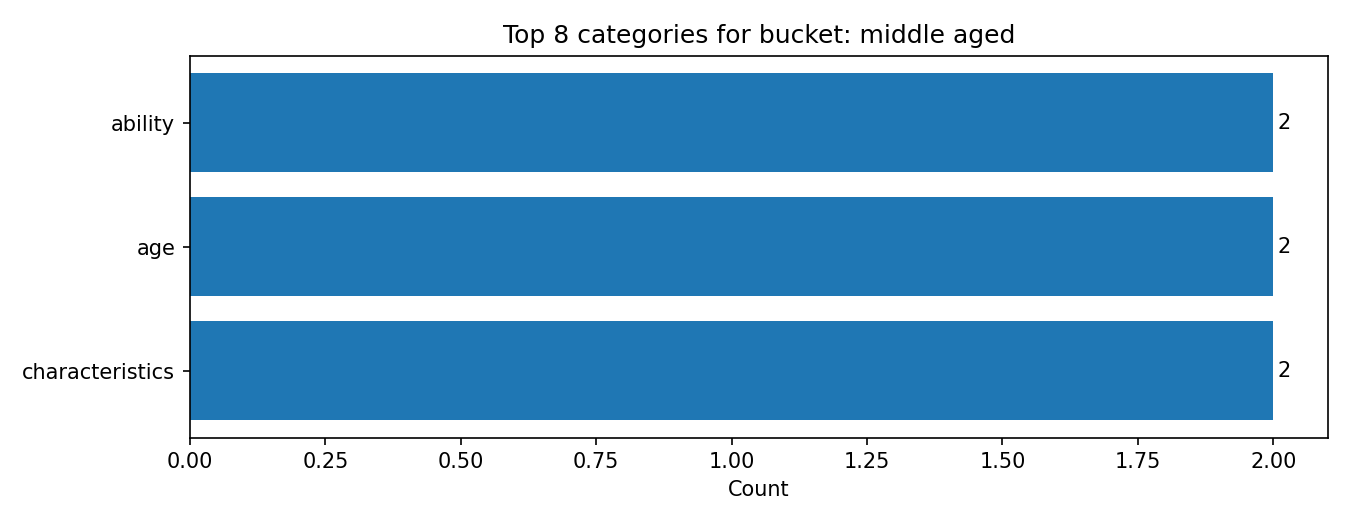 Top 8 categories for bucket: middle aged
ability
2
age
2
characteristics
2
0.00 0.25 0.50 0.75 1.00 1.25 1.50 1.75 2.00
Count